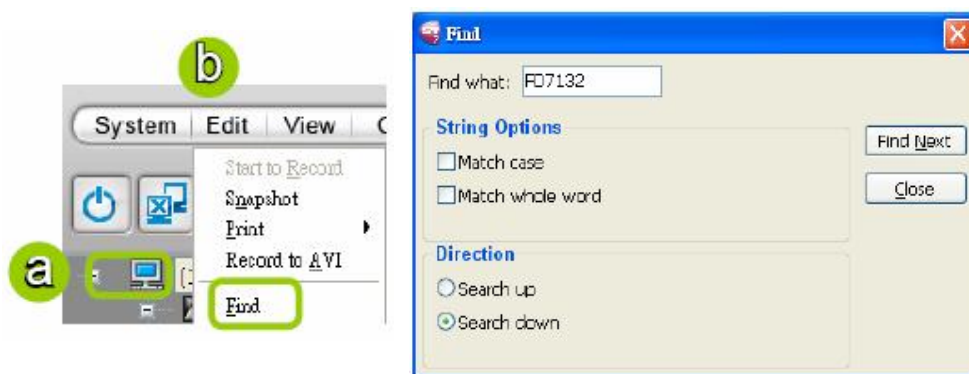 b
System Edit View
Start to Record
Snapshot
Print
Record to AVI
a
Find
Find
Find what: FD7132
String Options
Match case
Match whole word
Find Next
Close
Direction
Search up
Search down